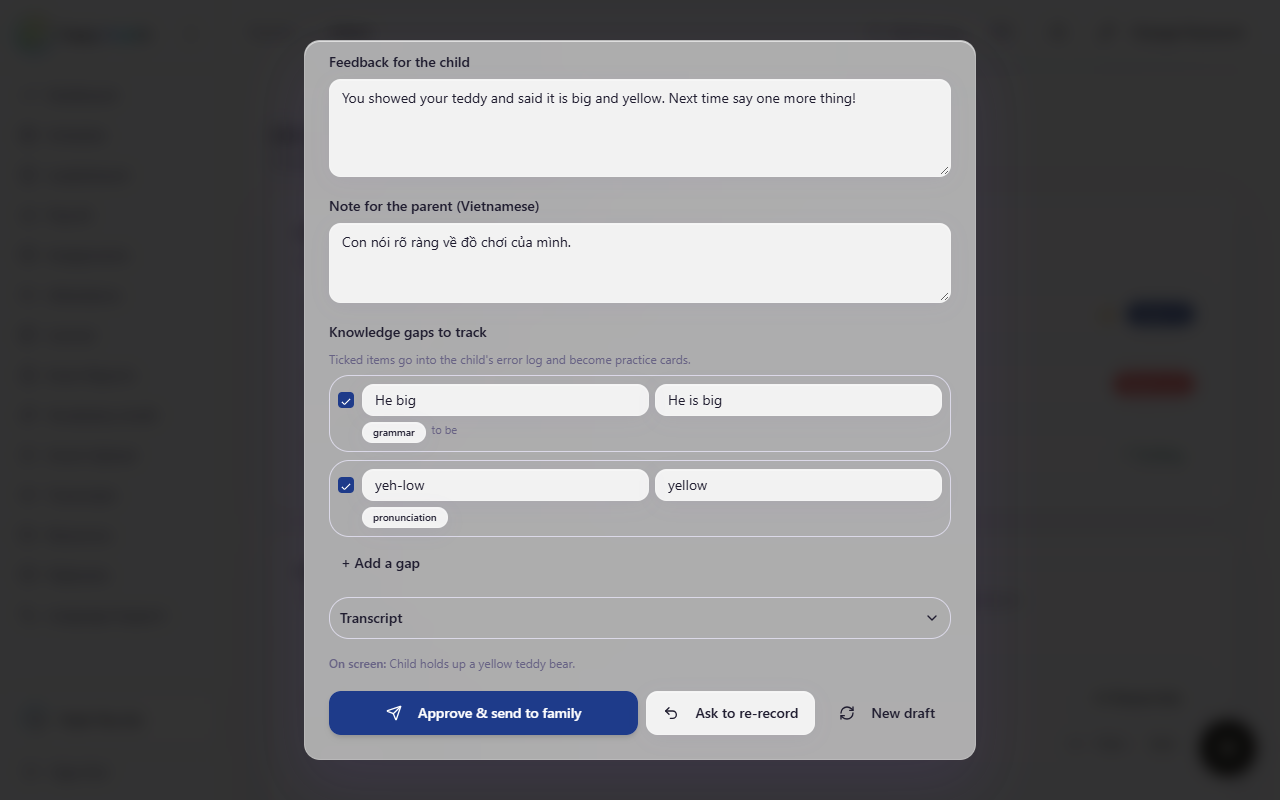 Feedback for the child
You showed your teddy and said it is big and yellow. Next time say one more thing!
Note for the parent (Vietnamese)
Con nói rõ ràng về đồ chơi của mình.
Knowledge gaps to track
Ticked items go into the child's error log and become practice cards.
He big He is big
grammar to be
yeh-low yellow
pronunciation
+ Add a gap
Transcript
On screen: Child holds up a yellow teddy bear.
Approve & send to family Ask to re-record New draft